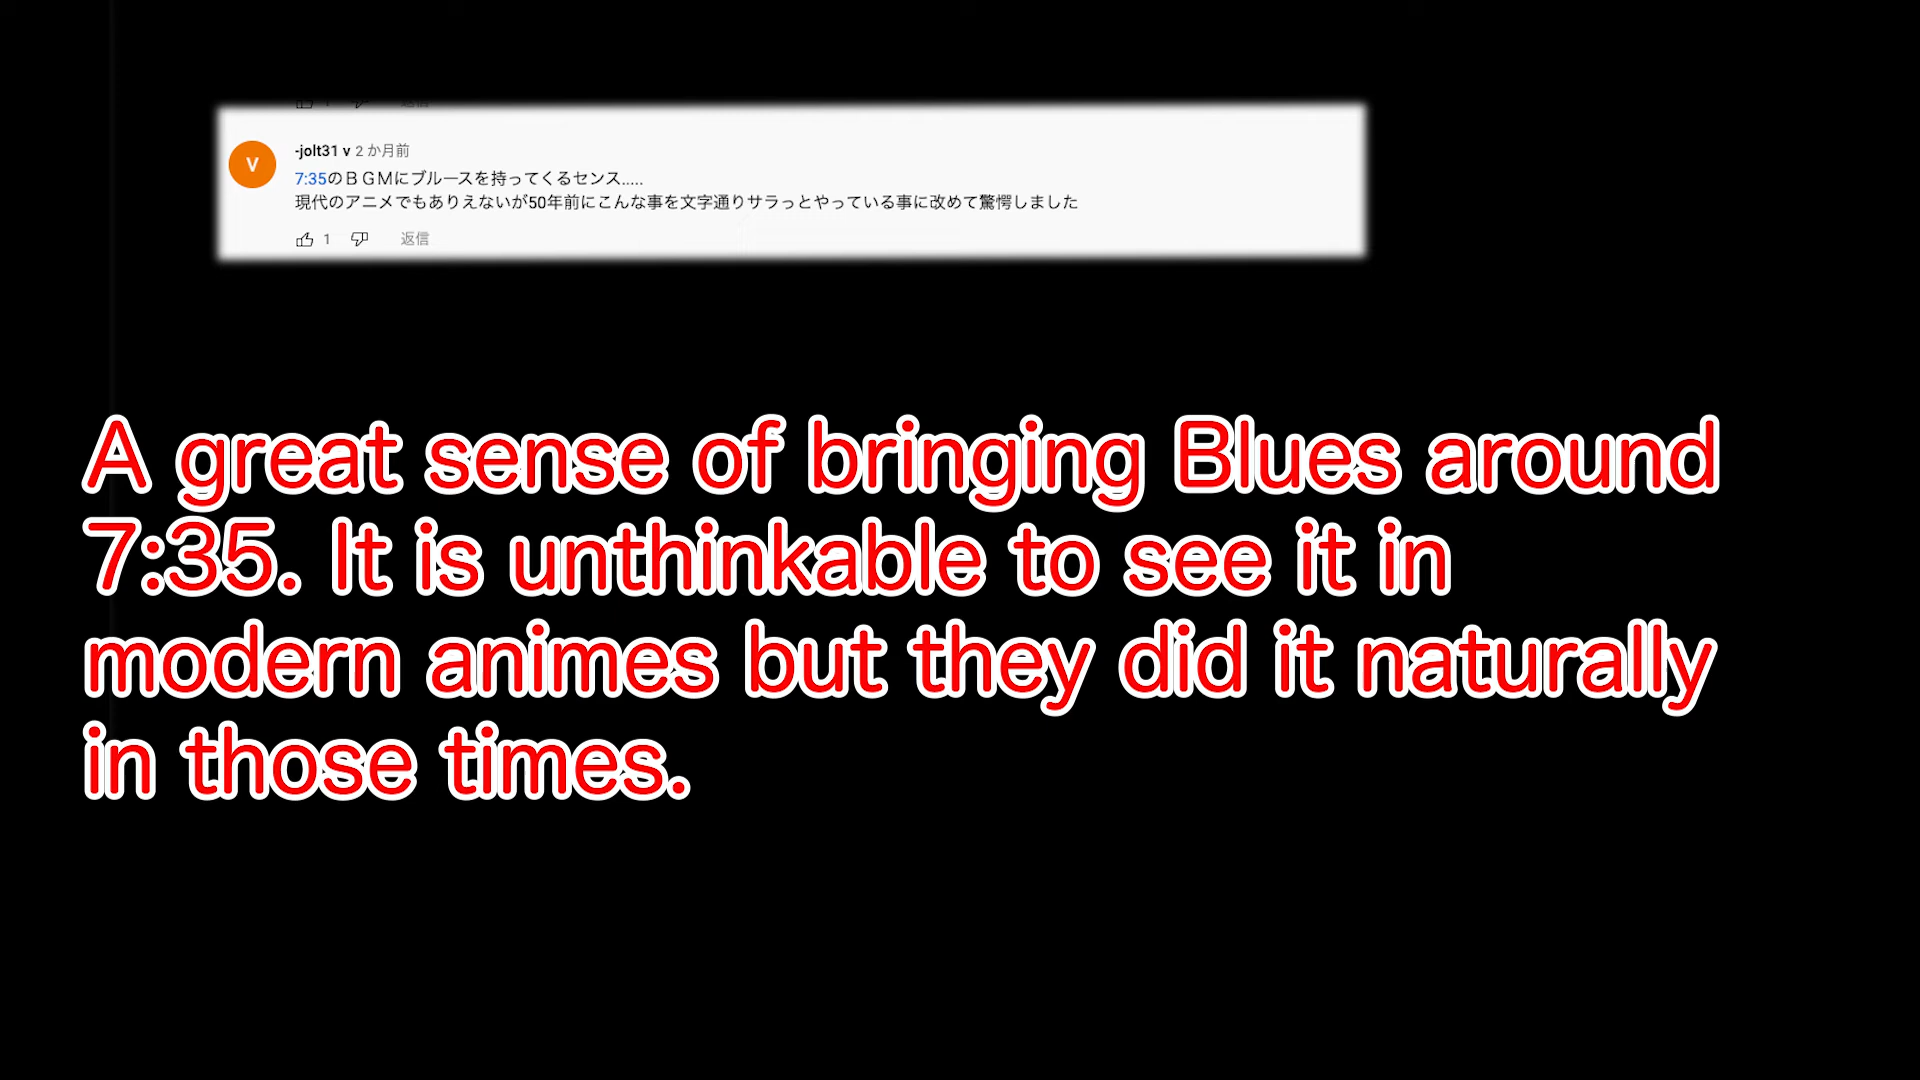 1 返信
-jolt31 v 2 か月前
7:35のＢＧＭにブルースを持ってくるセンス.....
現代のアニメでもありえないが50年前にこんな事を文字通りサラっとやっている事に改めて驚愕しました
1 返信
V
A great sense of bringing Blues around
7:35. It is unthinkable to see it in
modern animes but they did it naturally
in those times.